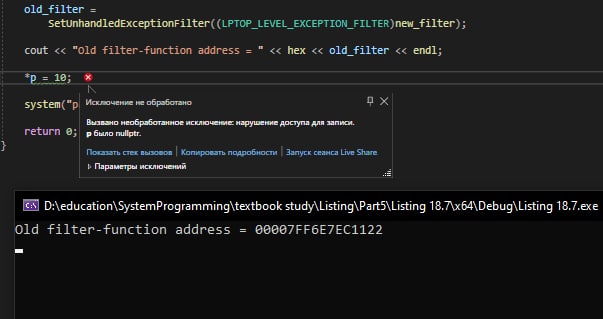 old_filter =
SetUnhandledExceptionFilter((LPTOP_LEVEL_EXCEPTION_FILTER)new_filter);
cout << "Old filter-function address = " << hex << old_filter << endl;
*p = 10;
system("p
return 0;
}
Исключение не обработано
Вызвано необработанное исключение: нарушение доступа для записи.
p было nullptr.
Показать стек вызовов | Копировать подробности | Запуск сеанса Live Share
Параметры исключений
D:\education\SystemProgramming\textbook study\Listing\Part5\Listing 18.7\x64\Debug\Listing 18.7.exe
Old filter-function address = 00007FF6E7EC1122